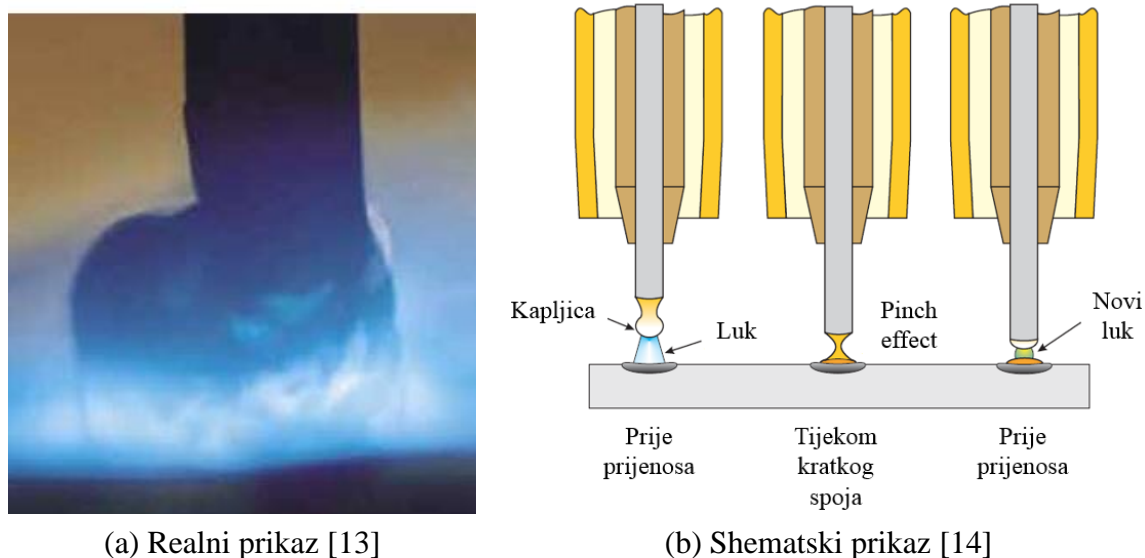 Kapljica
Luk
Pinch
effect
Novi
luk
Prije
prijenosa
Tijekom
kratkog
spoja
Prije
prijenosa
(a) Realni prikaz [13]
(b) Shematski prikaz [14]